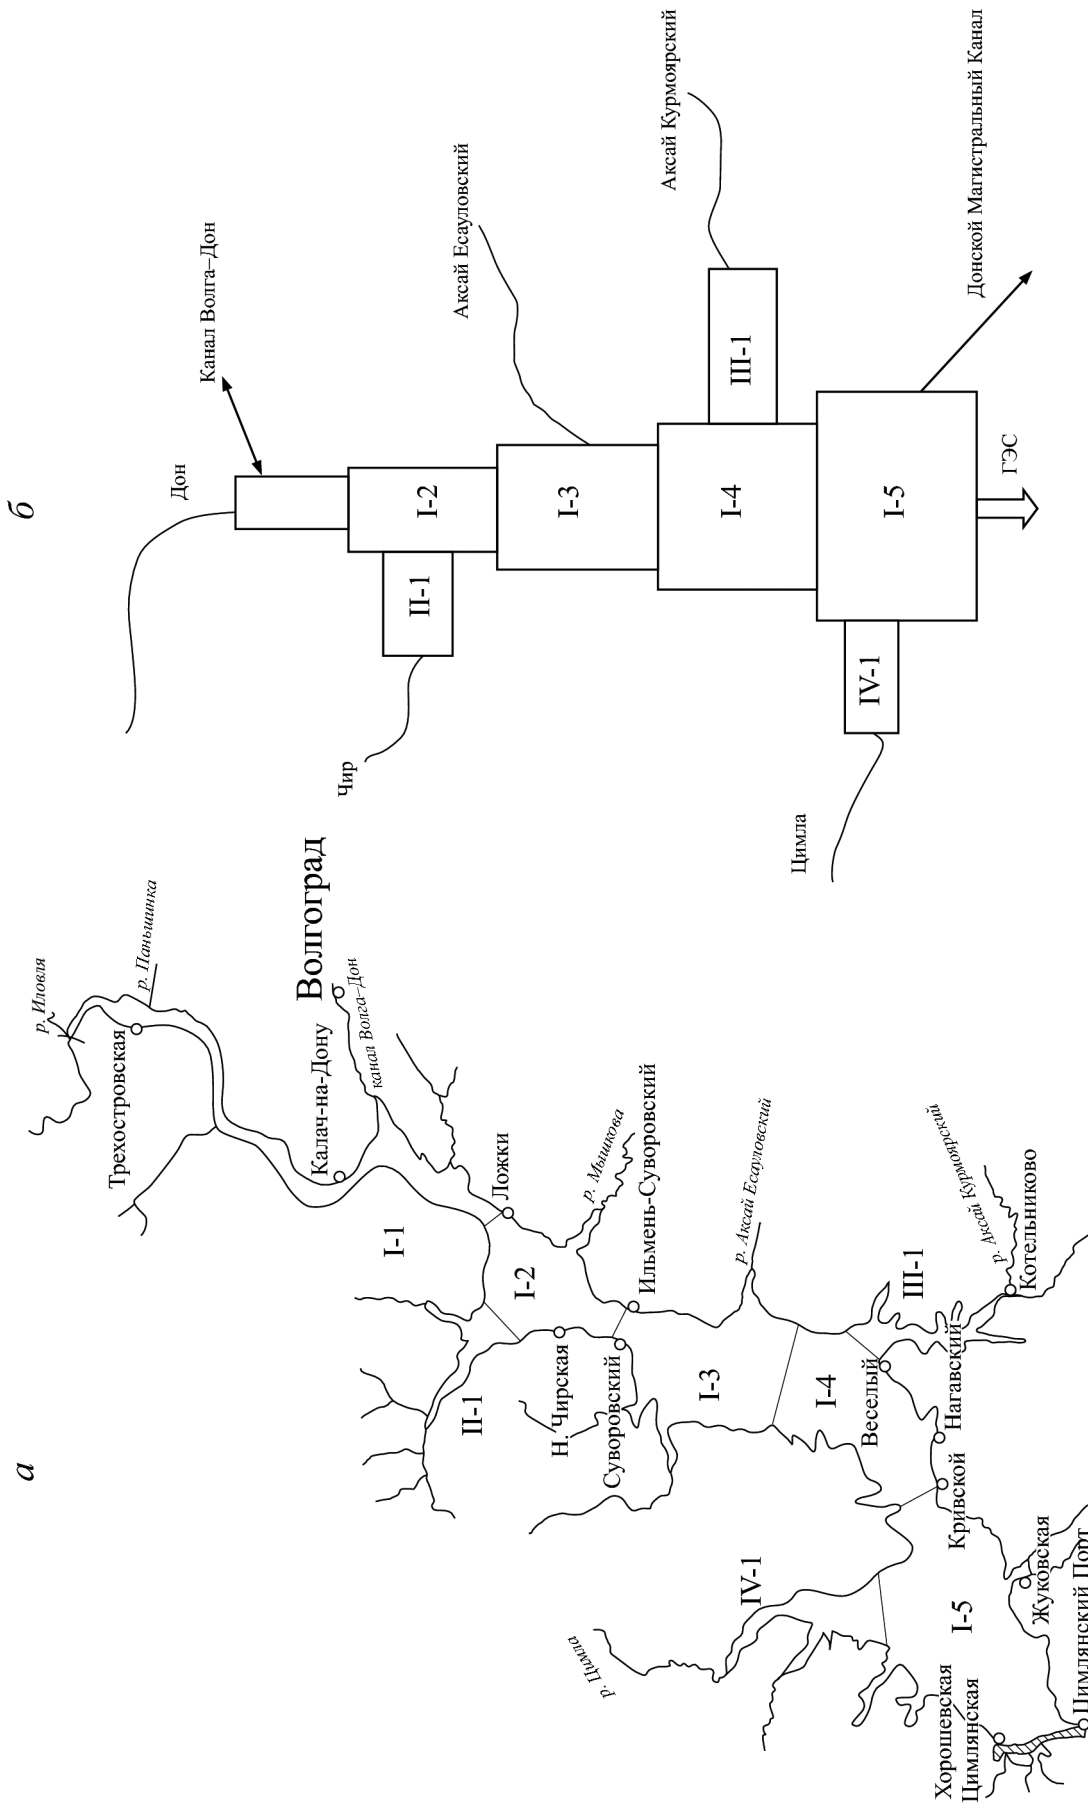 б
Дон
Канал Волга–Дон
Аксай Есауловский
Аксай Курмоярский
Донской Магистральный Канал
Чир
Цимла
ГЭС
I-2
II-1
I-3
I-4
III-1
I-5
IV-1
а
р. Иловля
р. Паньшинка
Трехостровская
Калач-на-Дону
Волгоград
канал Волга–Дон
I-1
Ложки
I-2
р. Мышкова
Ильмень-Суворовский
II-1
Н. Чирская
Суворовский
р. Аксай Есауловский
I-3
I-4
III-1
р. Аксай Курмоярский
Котельниково
Веселый
Нагавский
Кривской
IV-1
р. Цимла
I-5
Жуковская
Хорошевская
Цимлянская
Цимлянский Порт